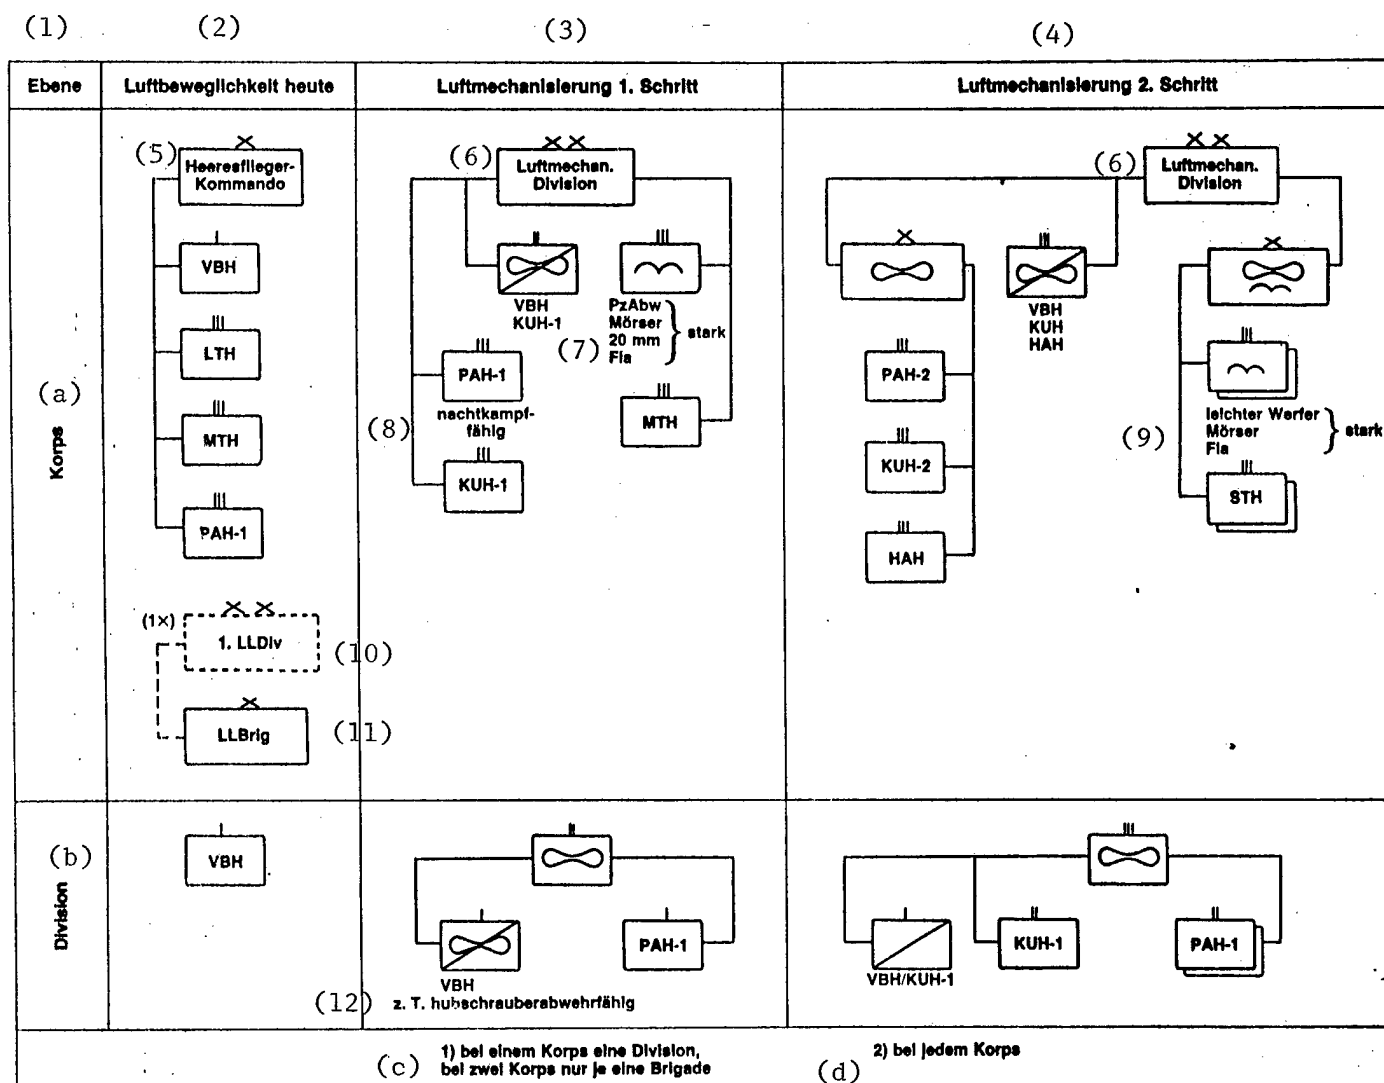 (1) (2) (3) (4)
Ebene Luftbeweglichkeit heute Luftmechanisierung 1. Schritt Luftmechanisierung 2. Schritt
(a)
Korps
(5) Heeresflieger-
Kommando
VBH
LTH
MTH
PAH-1
(1×)
1. LLDiv (10)
LLBrig (11)
(6) Luftmechan.
Division
VBH
KUH-1
(7)
PzAbw
Mörser
20 mm
Fla
stark
PAH-1
nachtkampf-
fähig
(8)
KUH-1
MTH
(6) Luftmechan.
Division
VBH
KUH
HAH
PAH-2
KUH-2
HAH
(9)
leichter Werfer
Mörser
Fla
stark
STH
(b)
Division
VBH
VBH
(12) z. T. hubschrauberabwehrfähig
PAH-1
VBH/KUH-1
KUH-1
PAH-1
(c) 1) bei einem Korps eine Division,
bei zwei Korps nur je eine Brigade
(d) 2) bei jedem Korps